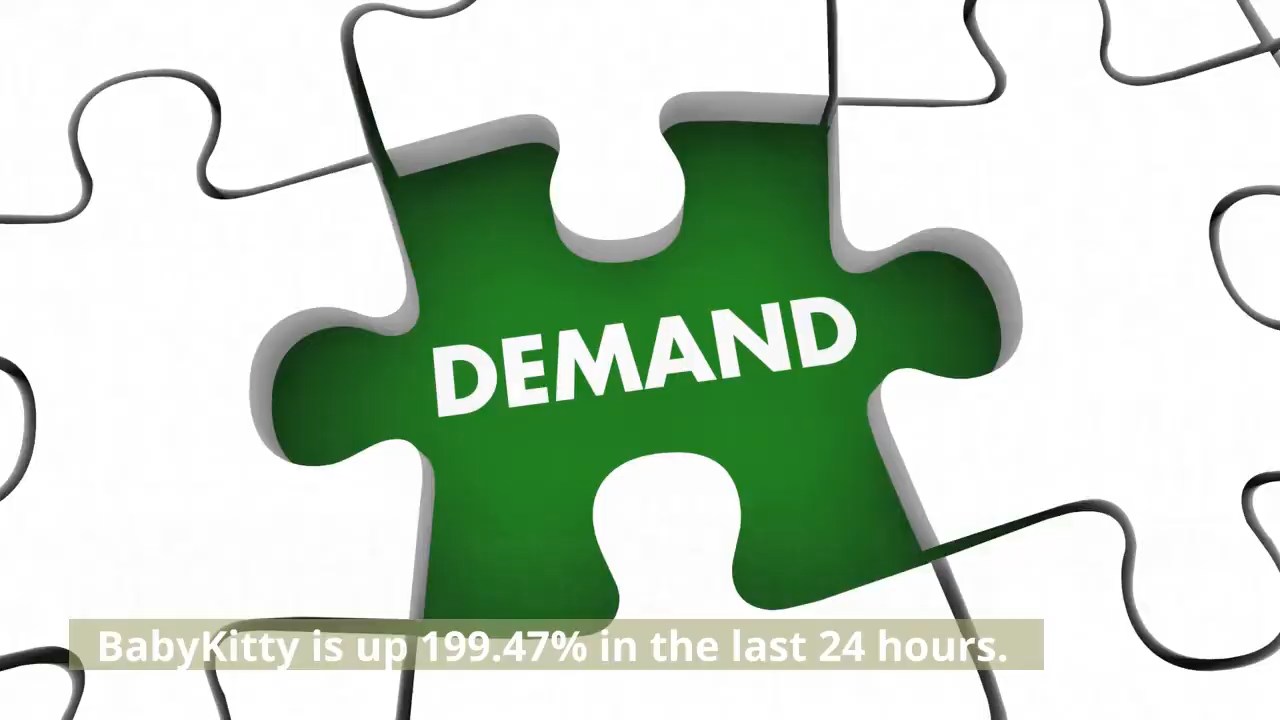 DEMAND
BabyKitty is up 199.47% in the last 24 hours.